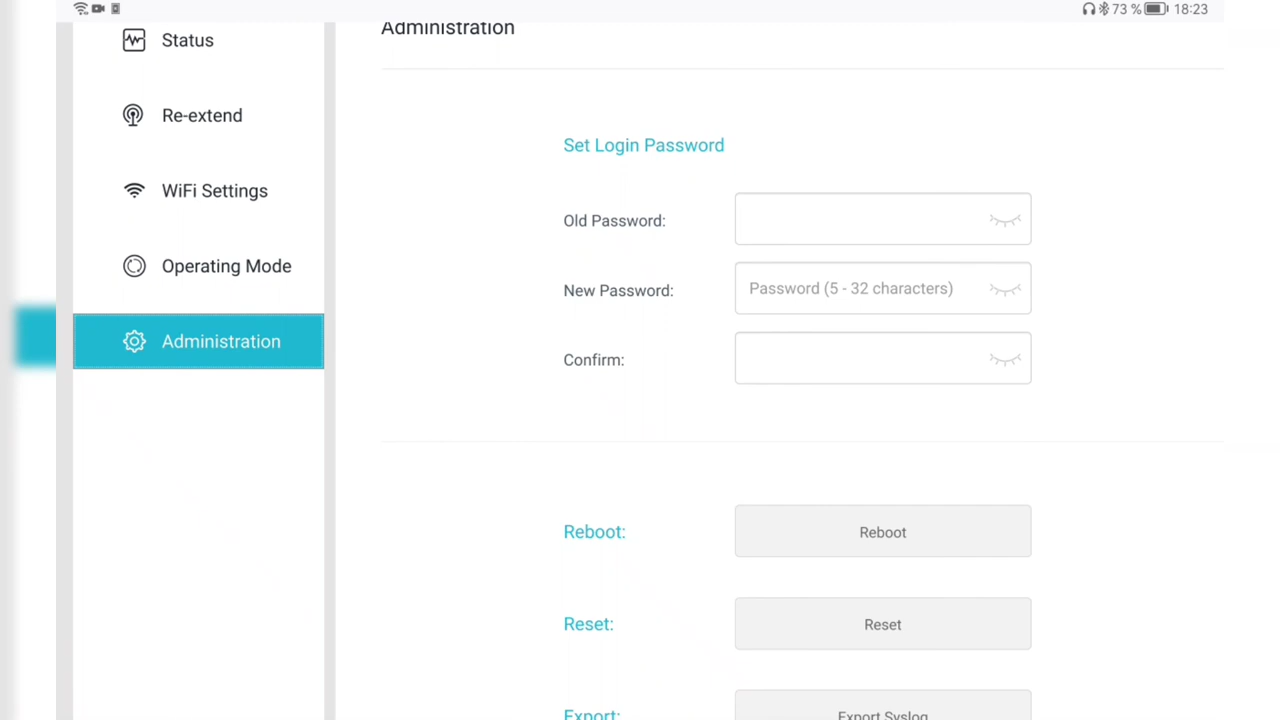 73 % 18:23
Administration
Status
Re-extend
WiFi Settings
Operating Mode
Administration
Set Login Password
Old Password:
New Password: Password (5 - 32 characters)
Confirm:
Reboot: Reboot
Reset: Reset
Export: Export Syslog